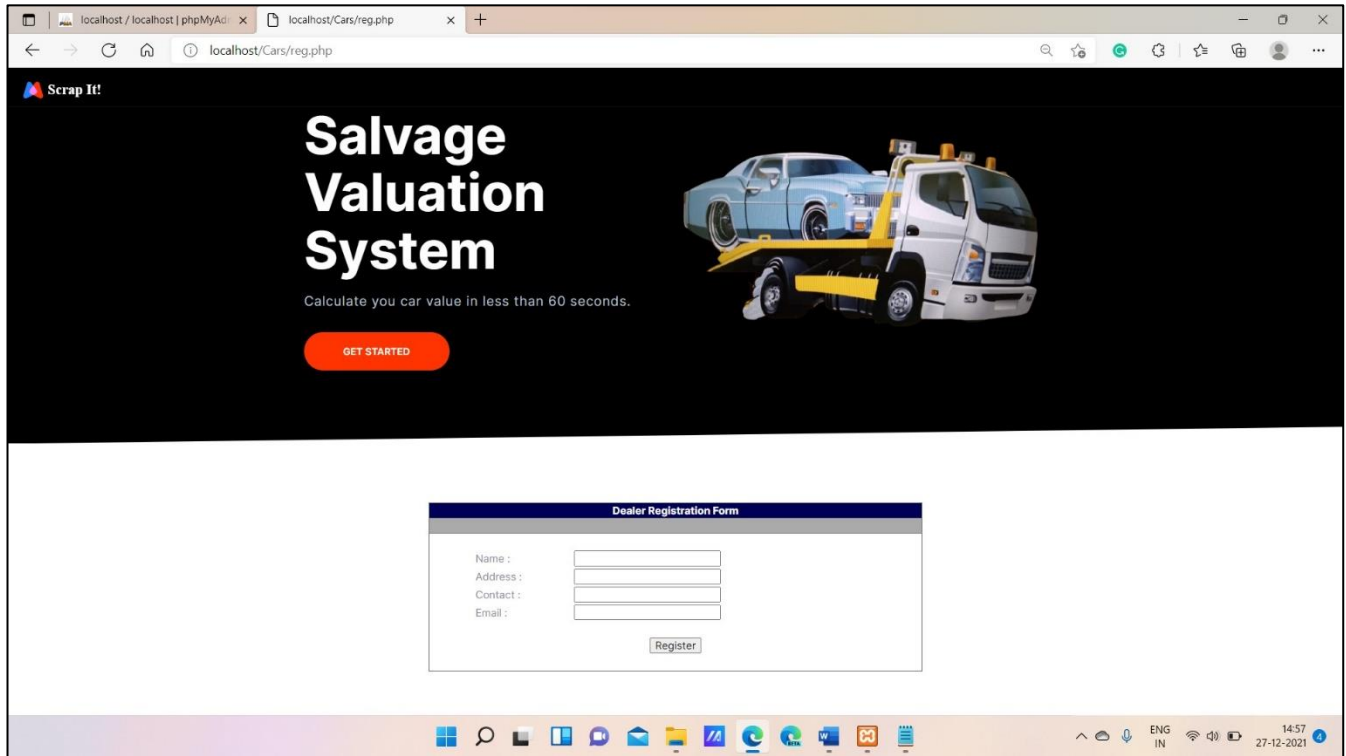 localhost / localhost | phpMyAd
localhost/Cars/reg.php
localhost/Cars/reg.php
Scrap It!
Salvage
Valuation
System
Calculate you car value in less than 60 seconds.
GET STARTED
Dealer Registration Form
Name :
Address :
Contact :
Email :
Register
ENG
IN
14:57
27-12-2021
4